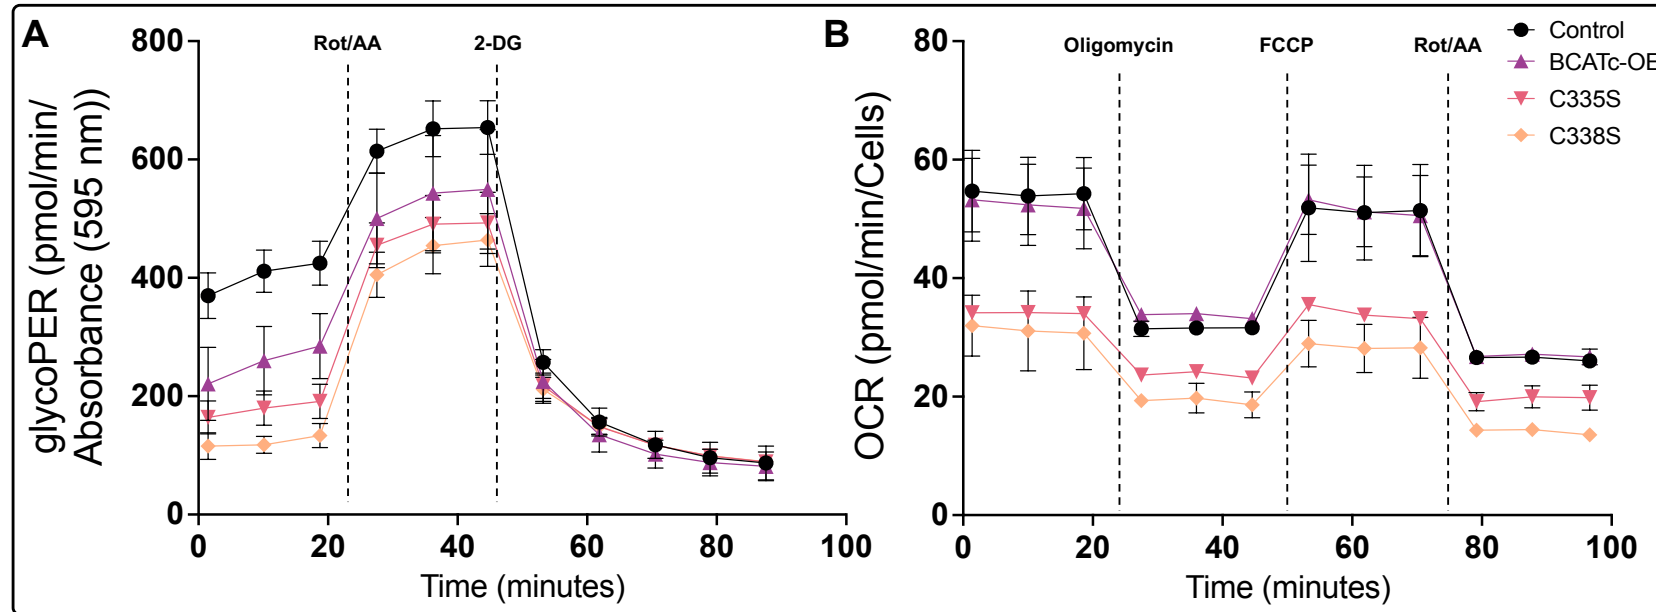 A
glycoPER (pmol/min/
Absorbance (595 nm))
800
600
400
200
0
Rot/AA
2-DG
0 20 40 60 80 100
Time (minutes)
B
OCR (pmol/min/Cells)
80
60
40
20
0
Oligomycin
FCCP
Rot/AA
0 20 40 60 80 100
Time (minutes)
Control
BCATc-OE
C335S
C338S